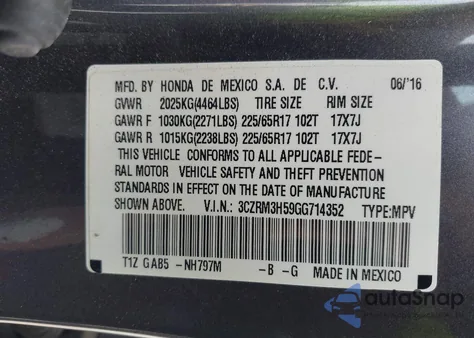 MFD. BY HONDA DE MEXICO S.A. DE C.V. 06/'16
GVWR 2025KG(4464LBS) TIRE SIZE RIM SIZE
GAWR F 1030KG(2271LBS) 225/65R17 102T 17X7J
GAWR R 1015KG(2238LBS) 225/65R17 102T 17X7J
THIS VEHICLE CONFORMS TO ALL APPLICABLE FEDE-
RAL MOTOR VEHICLE SAFETY AND THEFT PREVENTION
STANDARDS IN EFFECT ON THE DATE OF MANUFACTURE
SHOWN ABOVE. V.I.N.: 3CZRM3H59GG714352 TYPE:MPV
T1Z GAB5 -NH797M -B -G MADE IN MEXICO
autoSnap